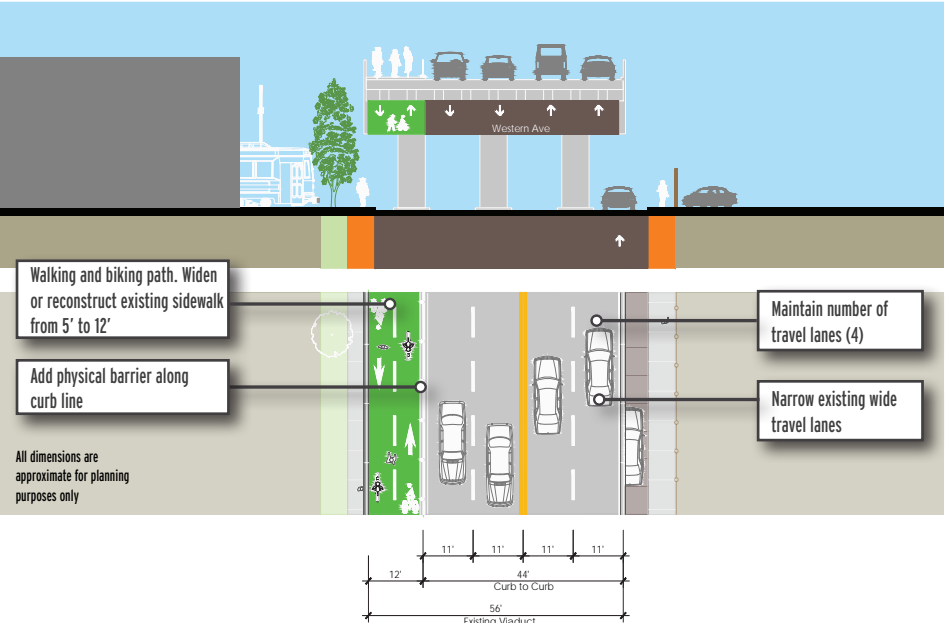 Western Ave
Walking and biking path. Widen
or reconstruct existing sidewalk
from 5' to 12'
Add physical barrier along
curb line
All dimensions are
approximate for planning
purposes only
Maintain number of
travel lanes (4)
Narrow existing wide
travel lanes
11' 11' 11' 11'
12' 44'
Curb to Curb
56'
Existing Viaduct